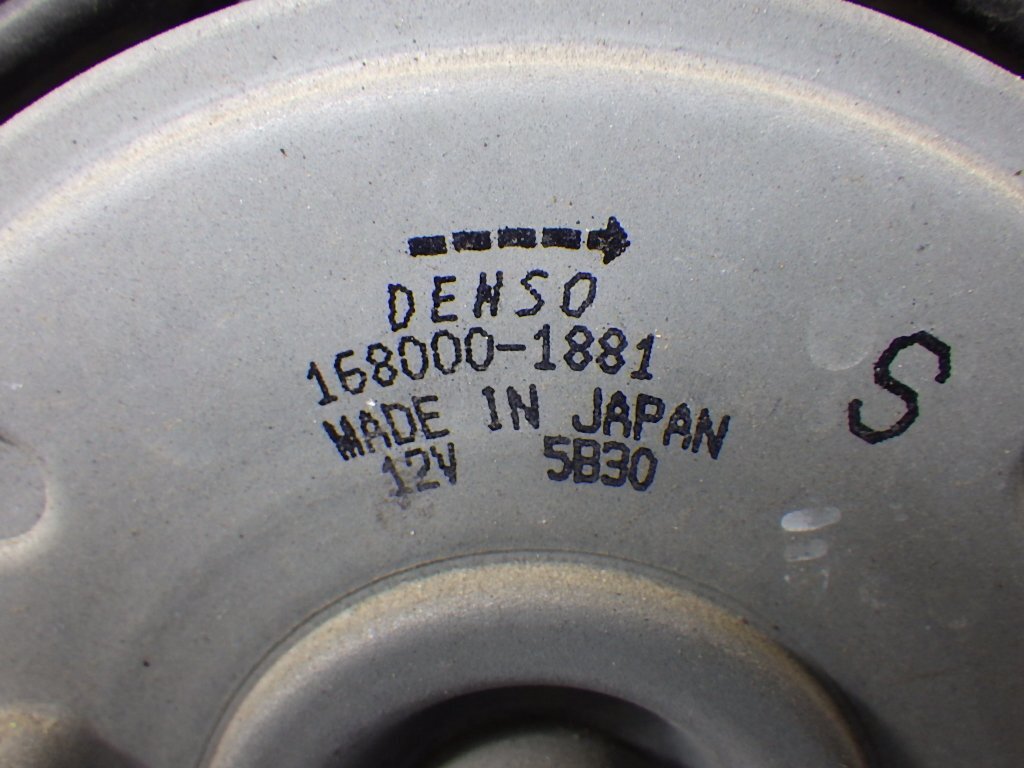 DENSO
168000-1881
MADE IN JAPAN
12V 5B30
S